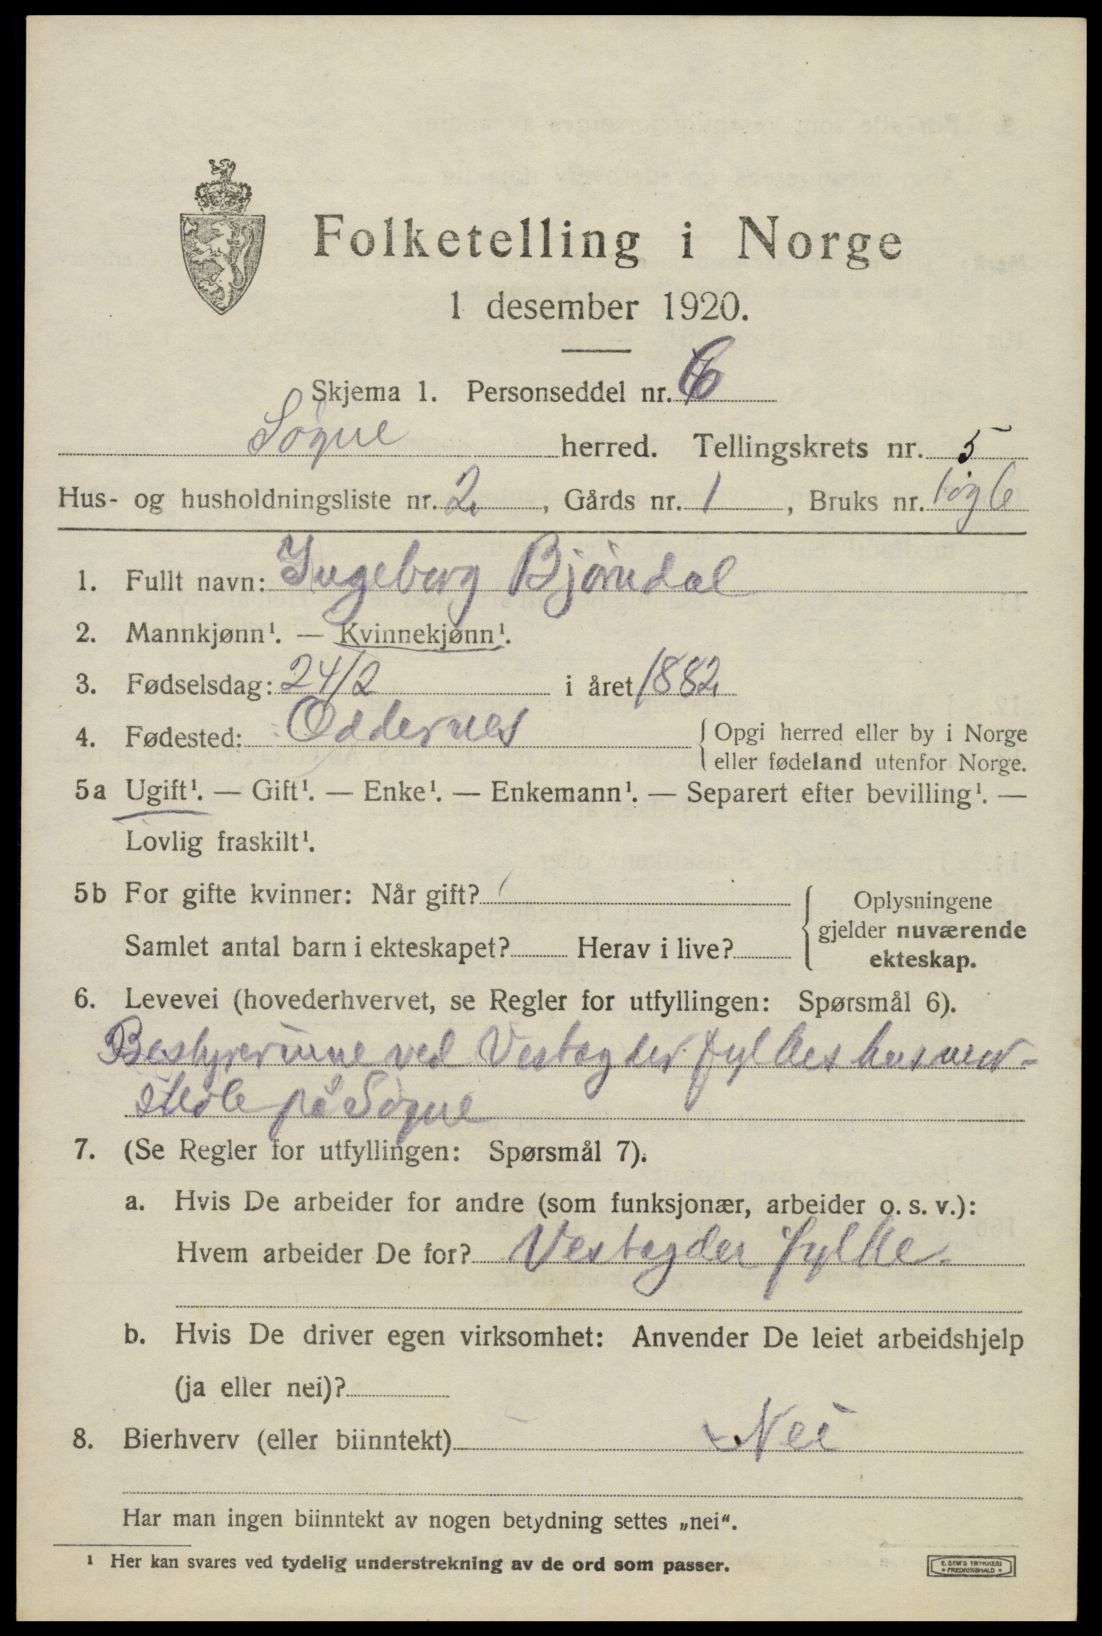 Folketelling i Norge
1 desember 1920.
Skjema 1. Personseddel nr. 6
Søgne herred. Tellingskrets nr. 5
Hus- og husholdningsliste nr. 2, Gårds nr. 1, Bruks nr. 1og6
1. Fullt navn: Ingeborg Bjørndal
2. Mannkjønn¹. — Kvinnekjønn¹.
3. Fødselsdag: 24/2 i året 1882
4. Fødested: Oddernes { Opgi herred eller by i Norge
eller fødeland utenfor Norge.
5a Ugift¹. — Gift¹. — Enke¹. — Enkemann¹. — Separert efter bevilling¹. —
Lovlig fraskilt¹.
5b For gifte kvinner: Når gift? { Oplysningene
gjelder nuværende
Samlet antal barn i ekteskapet? Herav i live? ekteskap.
6. Levevei (hovederhvervet, se Regler for utfyllingen: Spørsmål 6).
Bestyrerinne ved Vestagder fylkes husmor-
skole på Søgne
7. (Se Regler for utfyllingen: Spørsmål 7).
a. Hvis De arbeider for andre (som funksjonær, arbeider o. s. v.):
Hvem arbeider De for? Vestagder fylke.
b. Hvis De driver egen virksomhet: Anvender De leiet arbeidshjelp
(ja eller nei)?
8. Bierhverv (eller biinntekt) Nei
Har man ingen biinntekt av nogen betydning settes „nei".
¹ Her kan svares ved tydelig understrekning av de ord som passer.
E. SEM'S TRYKKERI
FREDRIKSHALD